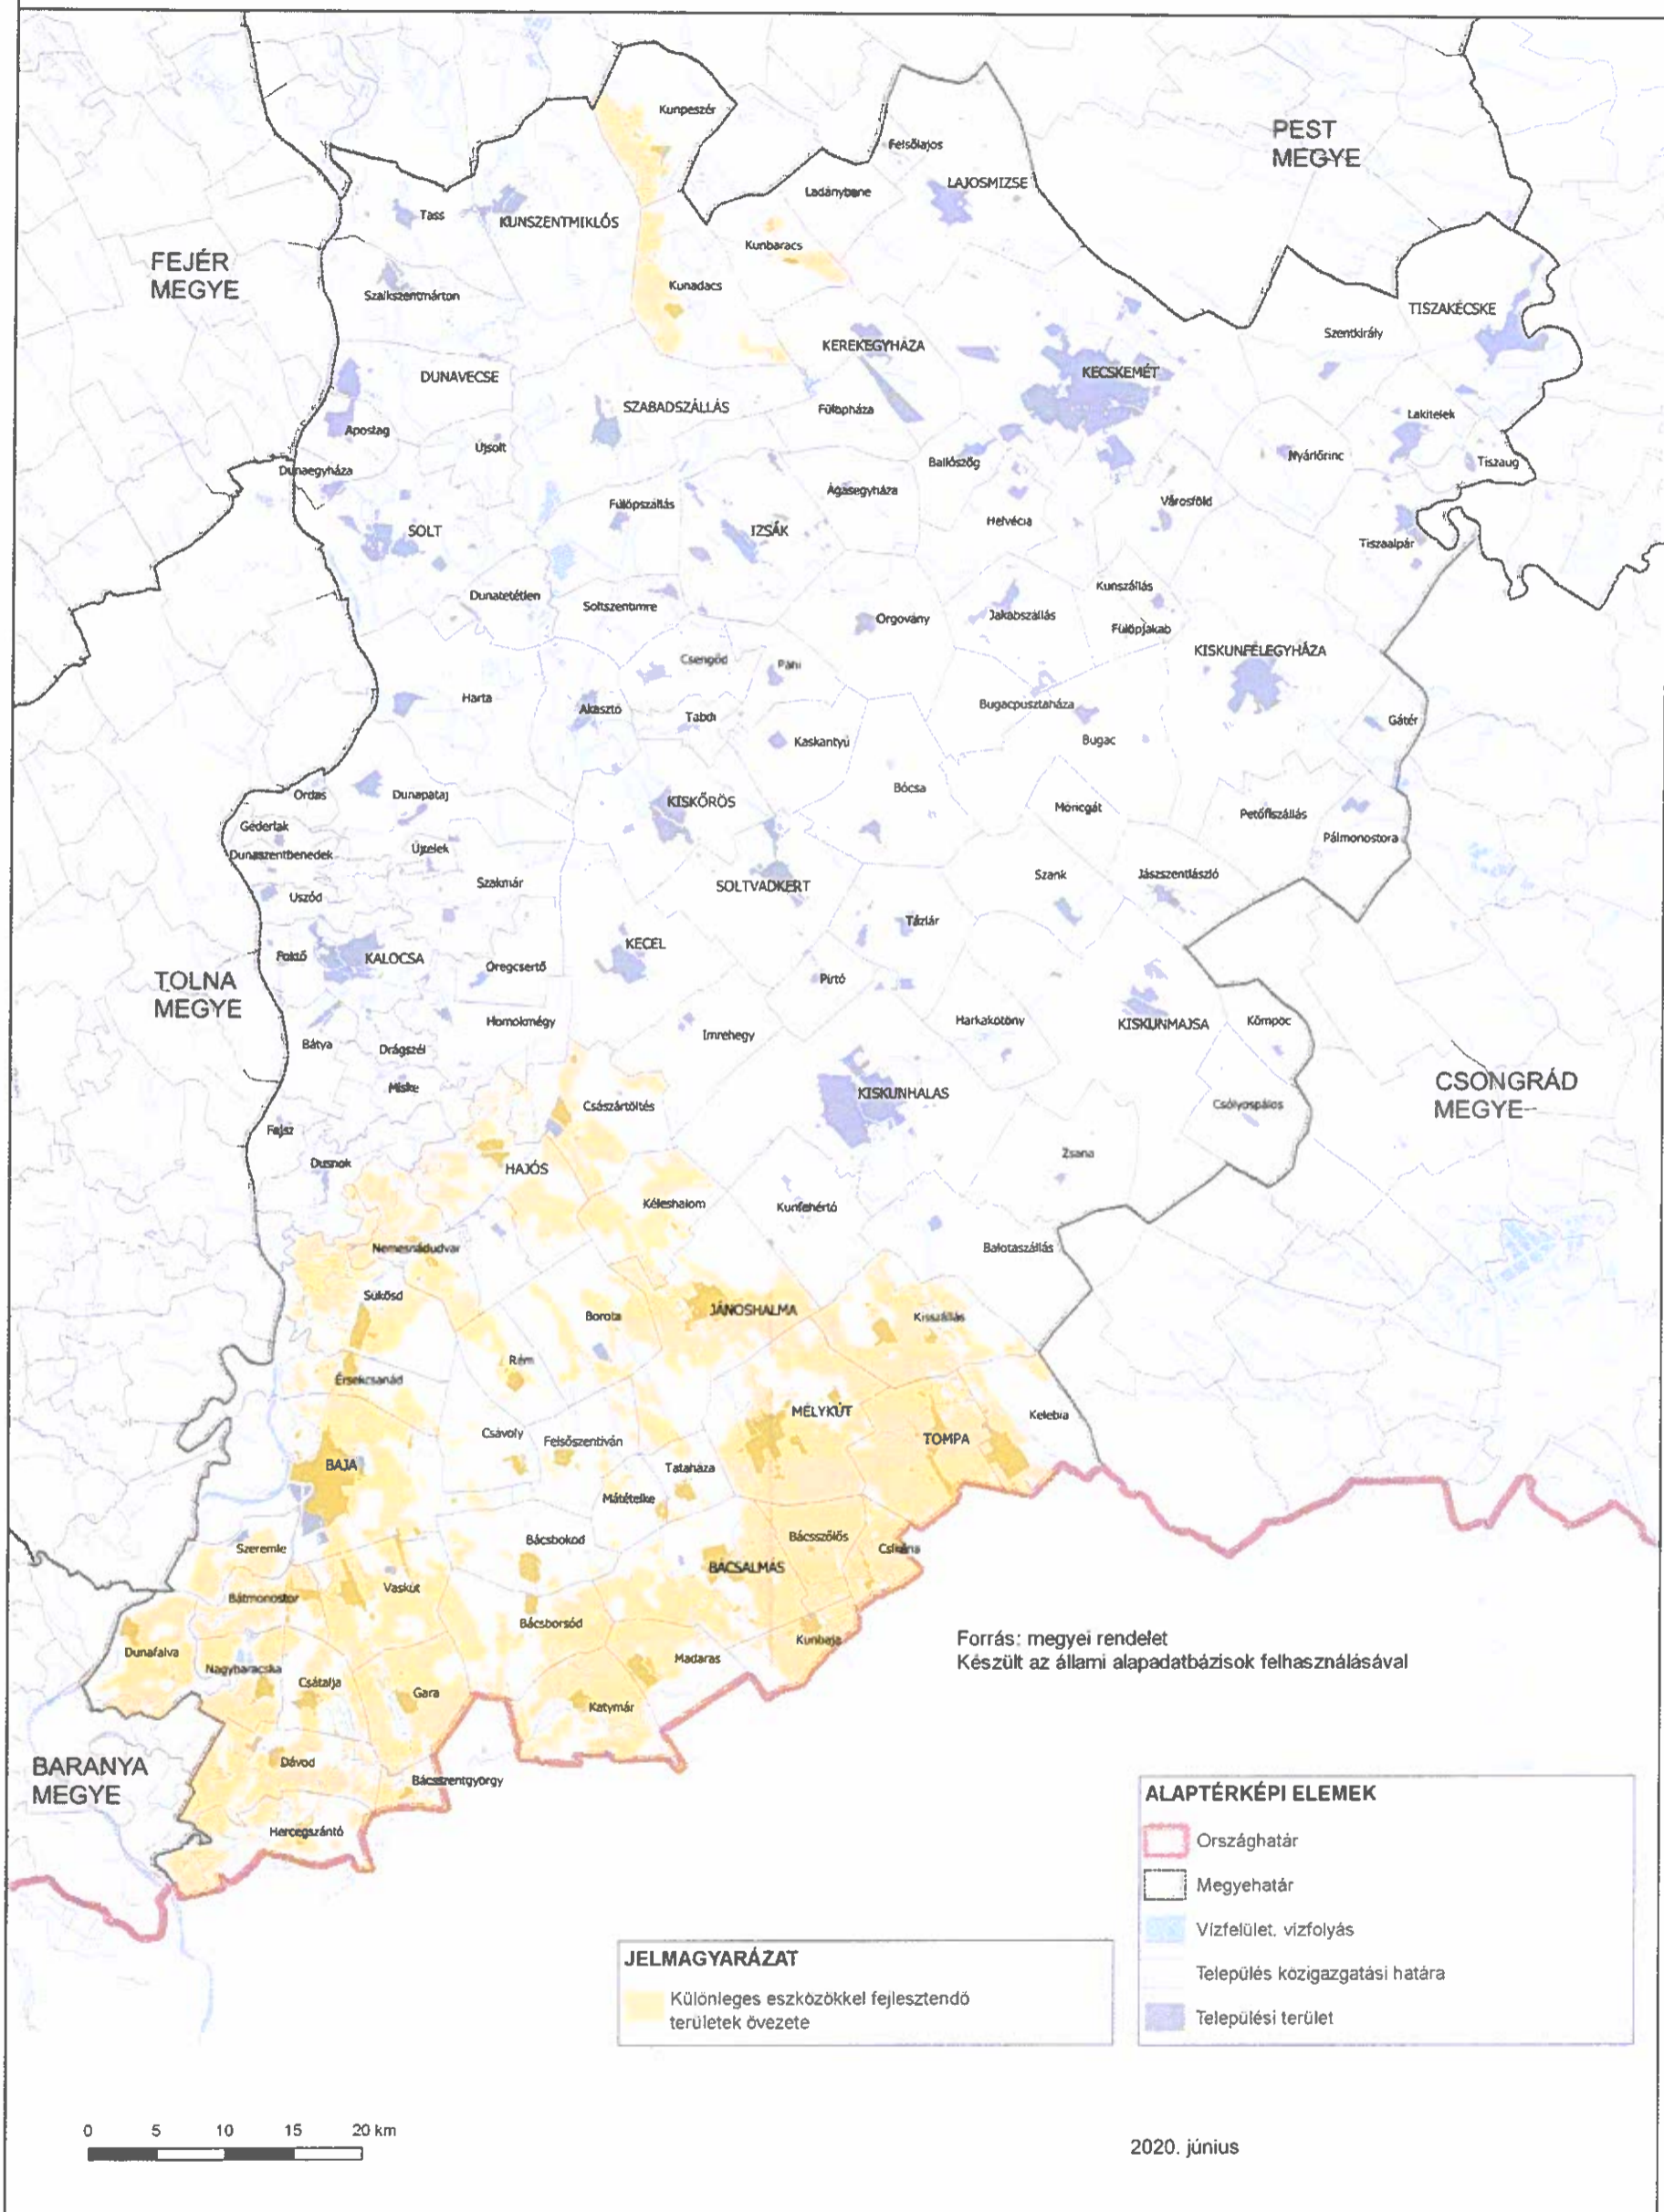 Kunpeszér
PEST
MEGYE
Felsőlajos
LAJOSMIZSE
Ladánybene
Tass
KUNSZENTMIKLÓS
Kunbaracs
FEJÉR
MEGYE
Kunadacs
Szalkszentmárton
TISZAKÉCSKE
Szentkirály
KEREKEGYHÁZA
KECSKEMÉT
DUNAVECSE
SZABADSZÁLLÁS
Fülöpháza
Lakitelek
Apostag
Újsolt
Nyárlőrinc
Ballószög
Tiszaug
Dunaegyháza
Ágasegyháza
Fülöpszállás
Városföld
Helvécia
SOLT
IZSÁK
Tiszaalpár
Kunszállás
Dunatetétlen
Soltszentimre
Orgovány
Jakabszállás
Fülöpjakab
KISKUNFÉLEGYHÁZA
Csengőd
Páhi
Harta
Akasztó
Tabdi
Bugacpusztaháza
Gátér
Kaskantyú
Bugac
Ordas
Dunapataj
KISKŐRÖS
Bócsa
Móricgát
Petőfiszállás
Géderlak
Pálmonostora
Dunaszentbenedek
Újtelek
Szakmár
SOLTVADKERT
Szank
Jászszentlászló
Uszód
Tázlár
Foktő
KALOCSA
KECEL
Öregcsertő
TOLNA
MEGYE
Pirtó
Homokmégy
Imrehegy
Harkakötöny
KISKUNMAJSA
Kömpöc
Bátya
Drágszél
Miske
CSONGRÁD
MEGYE
Császártöltés
KISKUNHALAS
Csólyospálos
Fajsz
Dusnok
HAJÓS
Zsana
Kéleshalom
Kunfehértó
Nemesnádudvar
Balotaszállás
Sükösd
Borota
JÁNOSHALMA
Kisszállás
Rém
Érsekcsanád
MÉLYKÚT
Kelebia
Csávoly
Felsőszentiván
TOMPA
BAJA
Tataháza
Mátételke
Szeremle
Bácsbokod
Bácsszőlős
Csikéria
BÁCSALMÁS
Vaskút
Bátmonostor
Bácsborsód
Dunafalva
Kunbaja
Forrás: megyei rendelet
Készült az állami alapadatbázisok felhasználásával
Nagybaracska
Madaras
Csátalja
Gara
Katymár
BARANYA
MEGYE
Dávod
Bácsszentgyörgy
Hercegszántó
ALAPTÉRKÉPI ELEMEK
Országhatár
Megyehatár
Vízfelület, vízfolyás
Település közigazgatási határa
Települési terület
JELMAGYARÁZAT
Különleges eszközökkel fejlesztendő
területek övezete
0 5 10 15 20 km
2020. június